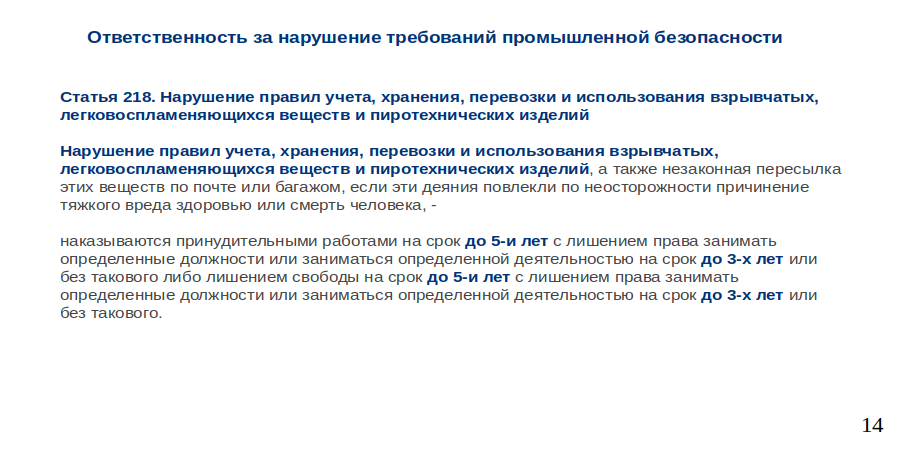 Ответственность за нарушение требований промышленной безопасности
Статья 218. Нарушение правил учета, хранения, перевозки и использования взрывчатых,
легковоспламеняющихся веществ и пиротехнических изделий
Нарушение правил учета, хранения, перевозки и использования взрывчатых,
легковоспламеняющихся веществ и пиротехнических изделий, а также незаконная пересылка
этих веществ по почте или багажом, если эти деяния повлекли по неосторожности причинение
тяжкого вреда здоровью или смерть человека, -
наказываются принудительными работами на срок до 5-и лет с лишением права занимать
определенные должности или заниматься определенной деятельностью на срок до 3-х лет или
без такового либо лишением свободы на срок до 5-и лет с лишением права занимать
определенные должности или заниматься определенной деятельностью на срок до 3-х лет или
без такового.
14